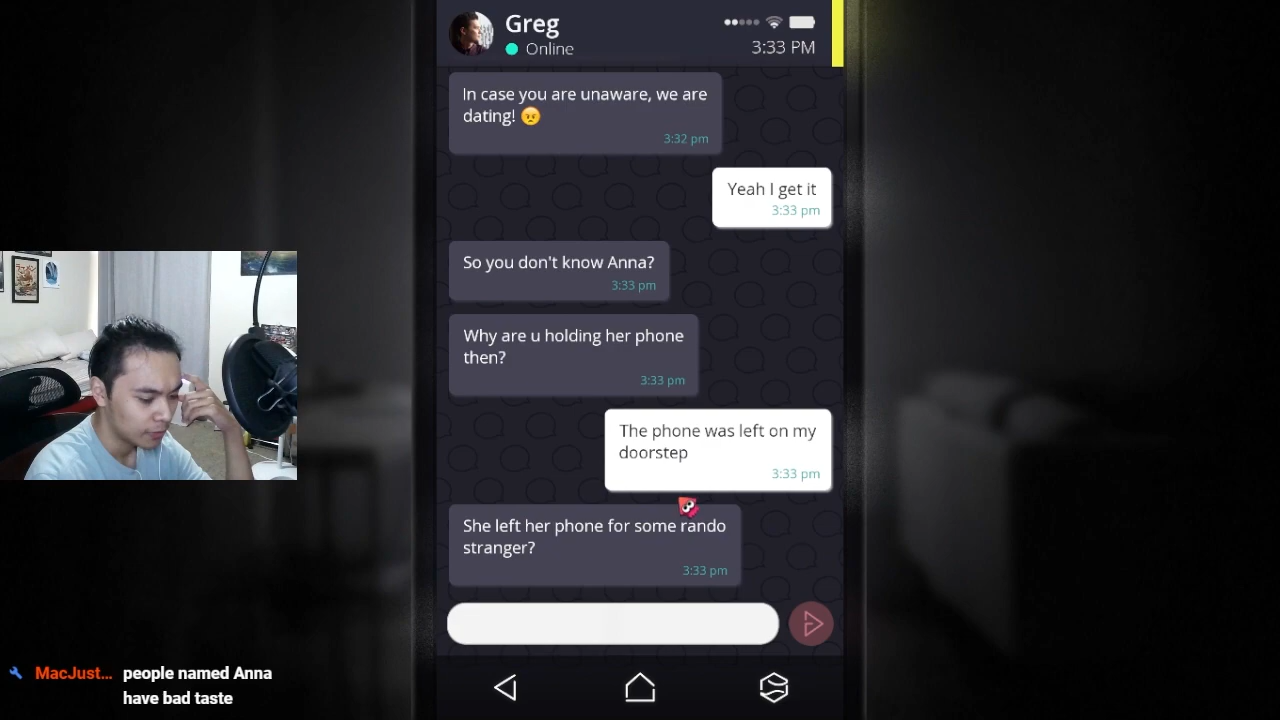 Greg
Online
3:33 PM
In case you are unaware, we are
dating! 😠
3:32 pm
Yeah I get it
3:33 pm
So you don't know Anna?
3:33 pm
Why are u holding her phone
then?
3:33 pm
The phone was left on my
doorstep
3:33 pm
She left her phone for some rando
stranger?
3:33 pm
MacJust... people named Anna
have bad taste